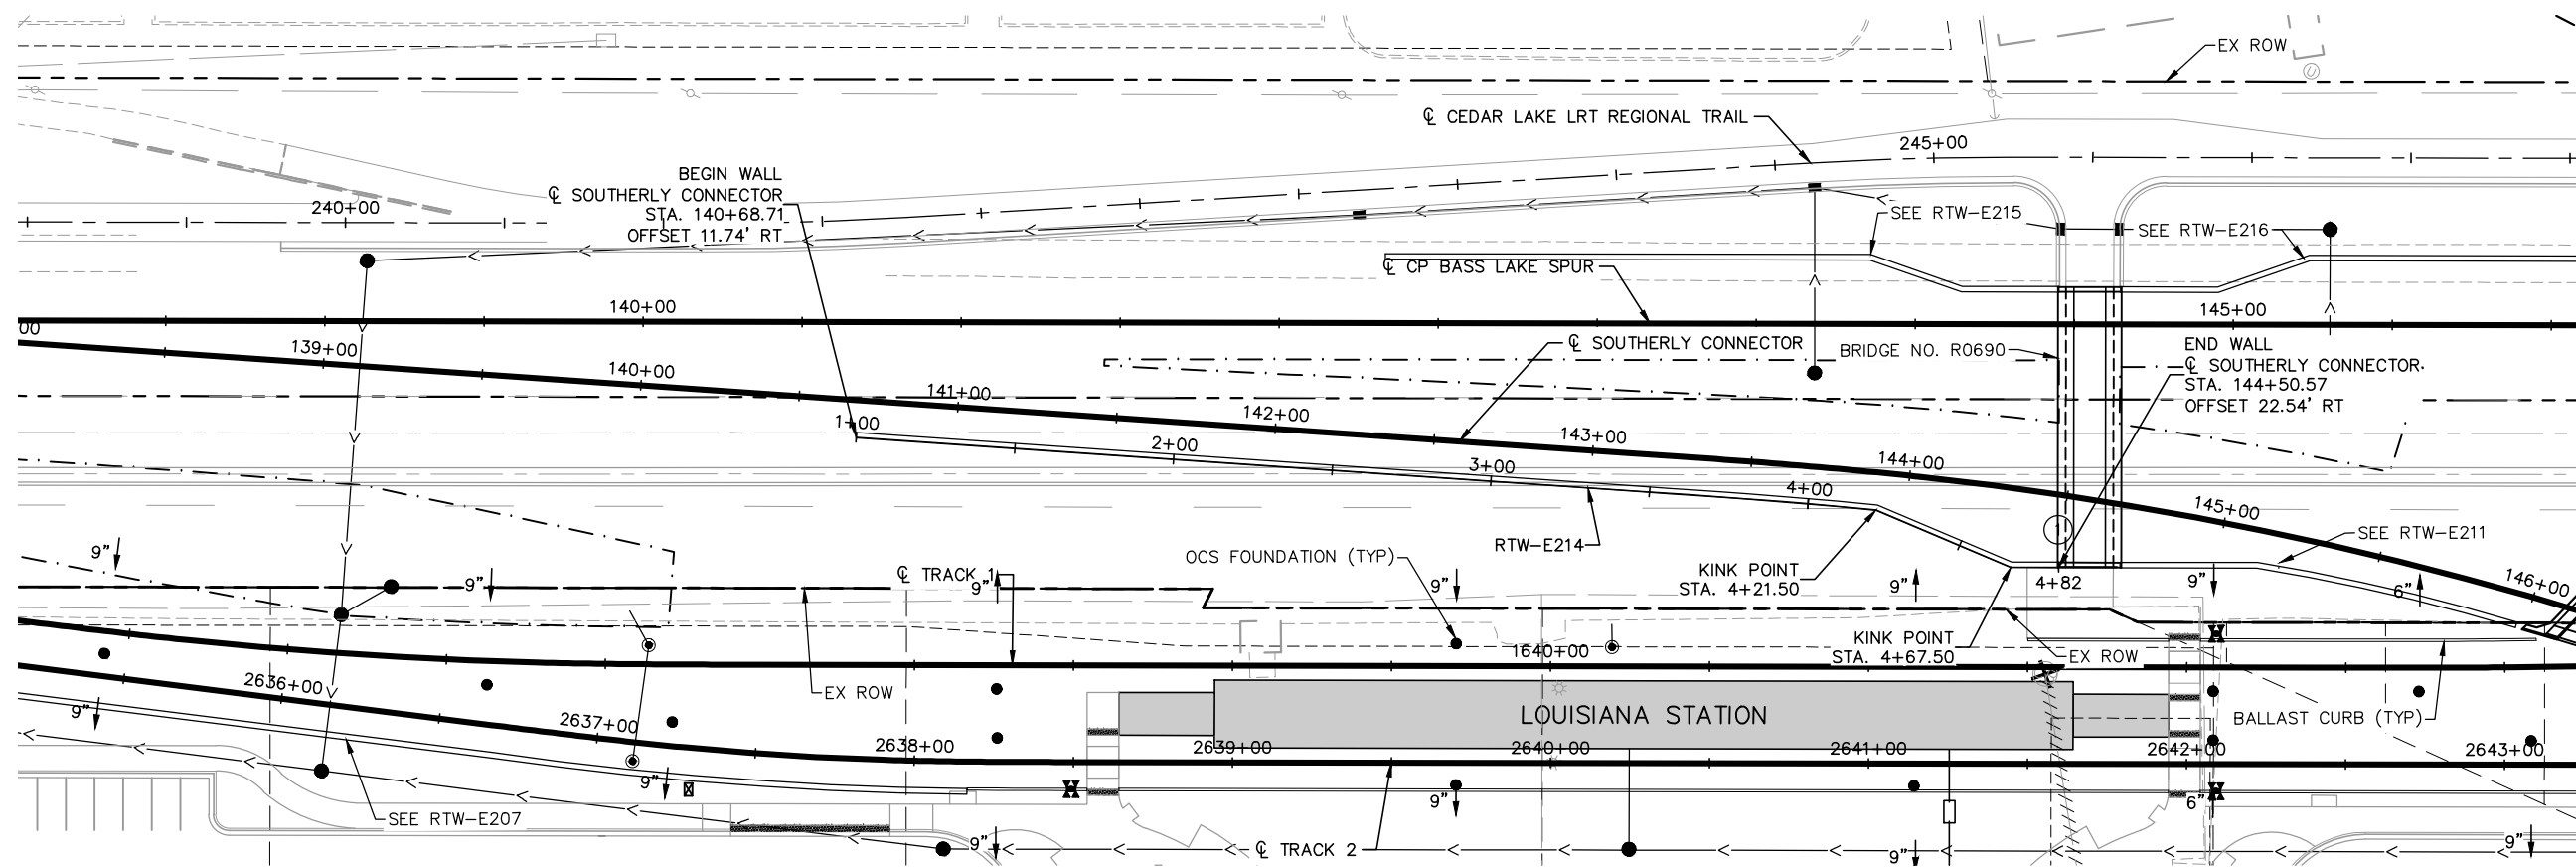 EX ROW
℄ CEDAR LAKE LRT REGIONAL TRAIL
245+00
BEGIN WALL
℄ SOUTHERLY CONNECTOR
STA. 140+68.71
OFFSET 11.74' RT
240+00
SEE RTW-E215
SEE RTW-E216
℄ CP BASS LAKE SPUR
140+00
145+00
00
139+00
140+00
141+00
142+00
143+00
144+00
145+00
146+00
℄ SOUTHERLY CONNECTOR
BRIDGE NO. R0690
END WALL
℄ SOUTHERLY CONNECTOR
STA. 144+50.57
OFFSET 22.54' RT
1+00
2+00
3+00
4+00
4+82
1
RTW-E214
SEE RTW-E211
OCS FOUNDATION (TYP)
KINK POINT
STA. 4+21.50
℄ TRACK 1
9"
9"
9"
9"
9"
9"
6"
KINK POINT
STA. 4+67.50
EX ROW
1640+00
EX ROW
2636+00
2637+00
2638+00
2639+00
2640+00
2641+00
2642+00
2643+00
LOUISIANA STATION
BALLAST CURB (TYP)
9"
9"
9"
6"
SEE RTW-E207
9"
℄ TRACK 2
9"
9"